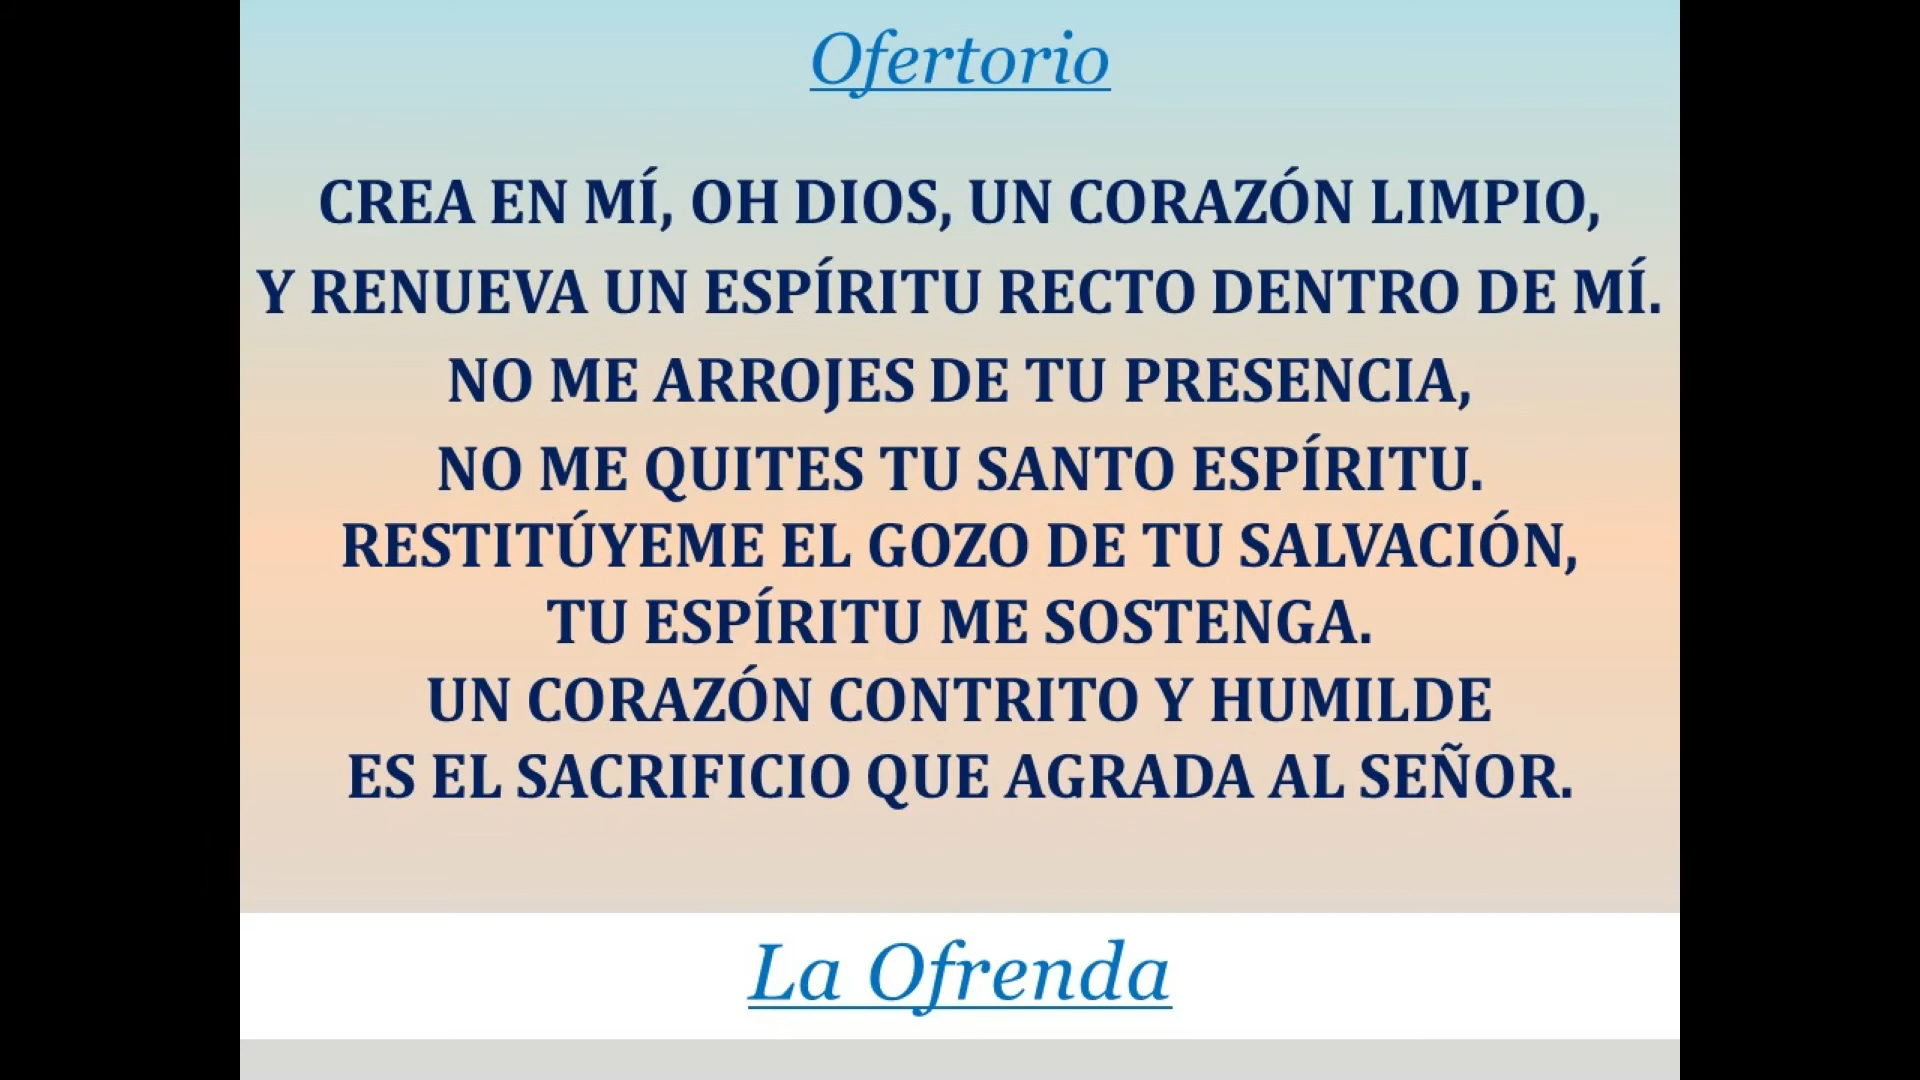 Ofertorio
CREA EN MÍ, OH DIOS, UN CORAZÓN LIMPIO,
Y RENUEVA UN ESPÍRITU RECTO DENTRO DE MÍ.
NO ME ARROJES DE TU PRESENCIA,
NO ME QUITES TU SANTO ESPÍRITU.
RESTITÚYEME EL GOZO DE TU SALVACIÓN,
TU ESPÍRITU ME SOSTENGA.
UN CORAZÓN CONTRITO Y HUMILDE
ES EL SACRIFICIO QUE AGRADA AL SEÑOR.
La Ofrenda